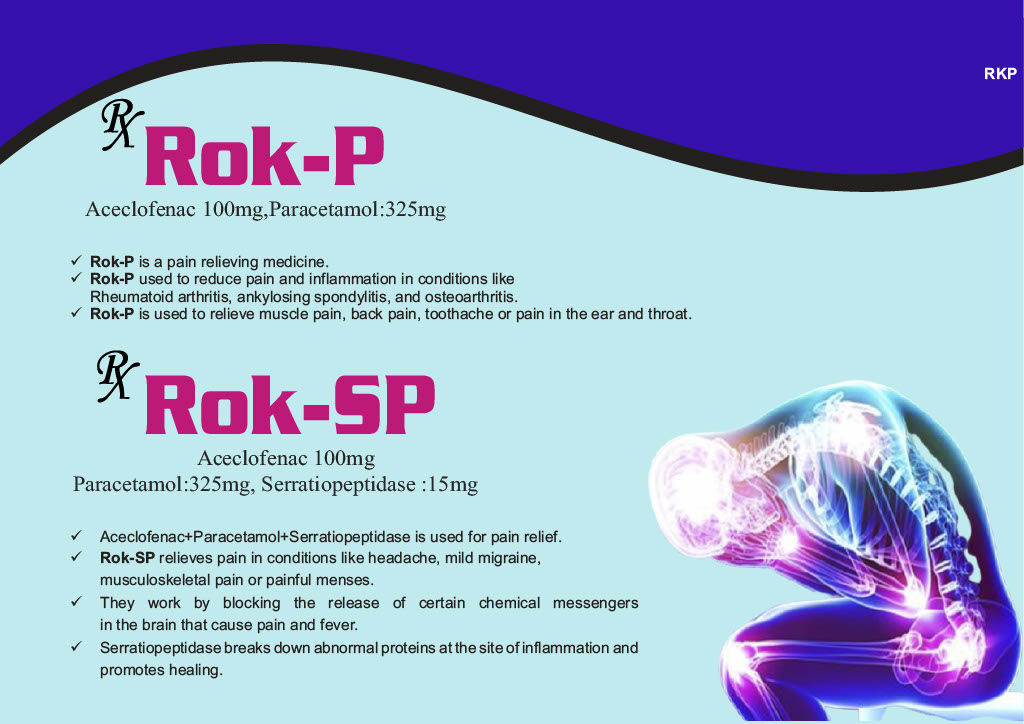 RKP
Rx
Rok-P
Aceclofenac 100mg,Paracetamol:325mg
✓ Rok-P is a pain relieving medicine.
✓ Rok-P used to reduce pain and inflammation in conditions like
Rheumatoid arthritis, ankylosing spondylitis, and osteoarthritis.
✓ Rok-P is used to relieve muscle pain, back pain, toothache or pain in the ear and throat.
Rx
Rok-SP
Aceclofenac 100mg
Paracetamol:325mg, Serratiopeptidase :15mg
✓ Aceclofenac+Paracetamol+Serratiopeptidase is used for pain relief.
✓ Rok-SP relieves pain in conditions like headache, mild migraine,
musculoskeletal pain or painful menses.
✓ They work by blocking the release of certain chemical messengers
in the brain that cause pain and fever.
✓ Serratiopeptidase breaks down abnormal proteins at the site of inflammation and
promotes healing.